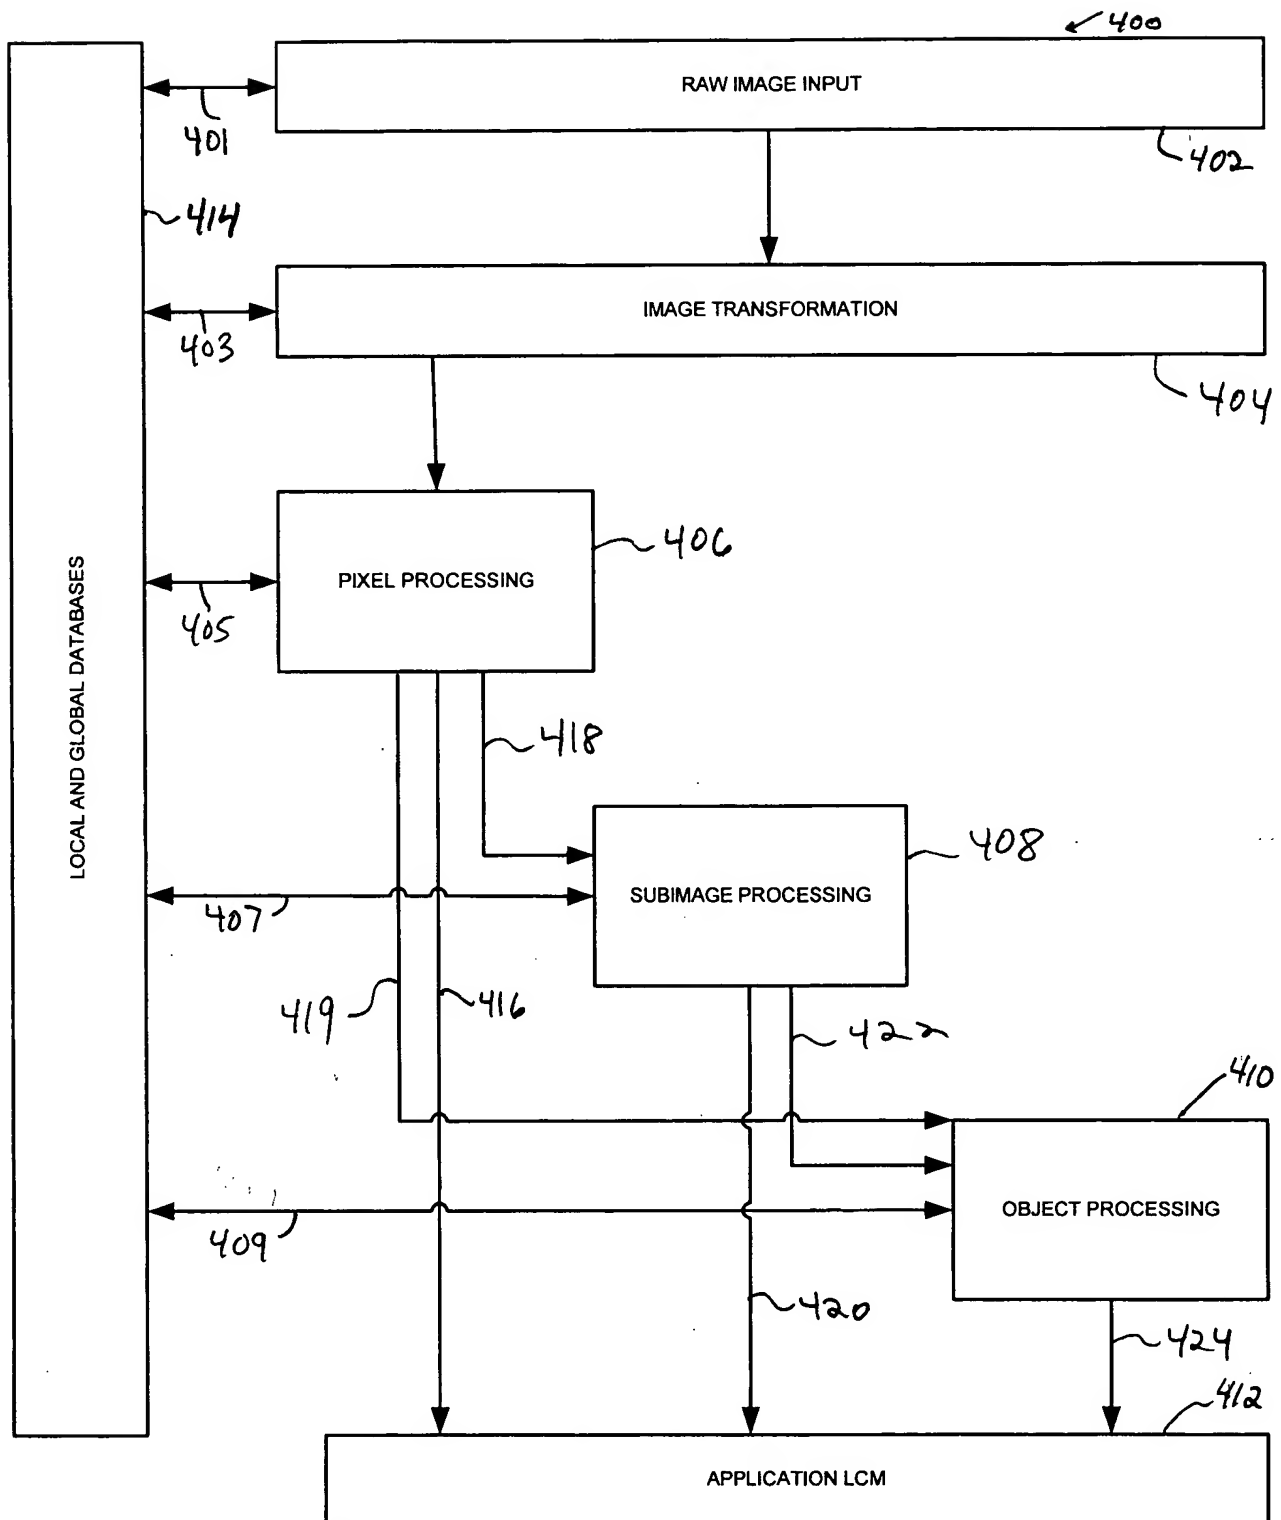 400
RAW IMAGE INPUT
401
402
414
IMAGE TRANSFORMATION
403
404
PIXEL PROCESSING
406
405
LOCAL AND GLOBAL DATABASES
418
408
SUBIMAGE PROCESSING
407
419
416
422
410
OBJECT PROCESSING
409
420
424
412
APPLICATION LCM